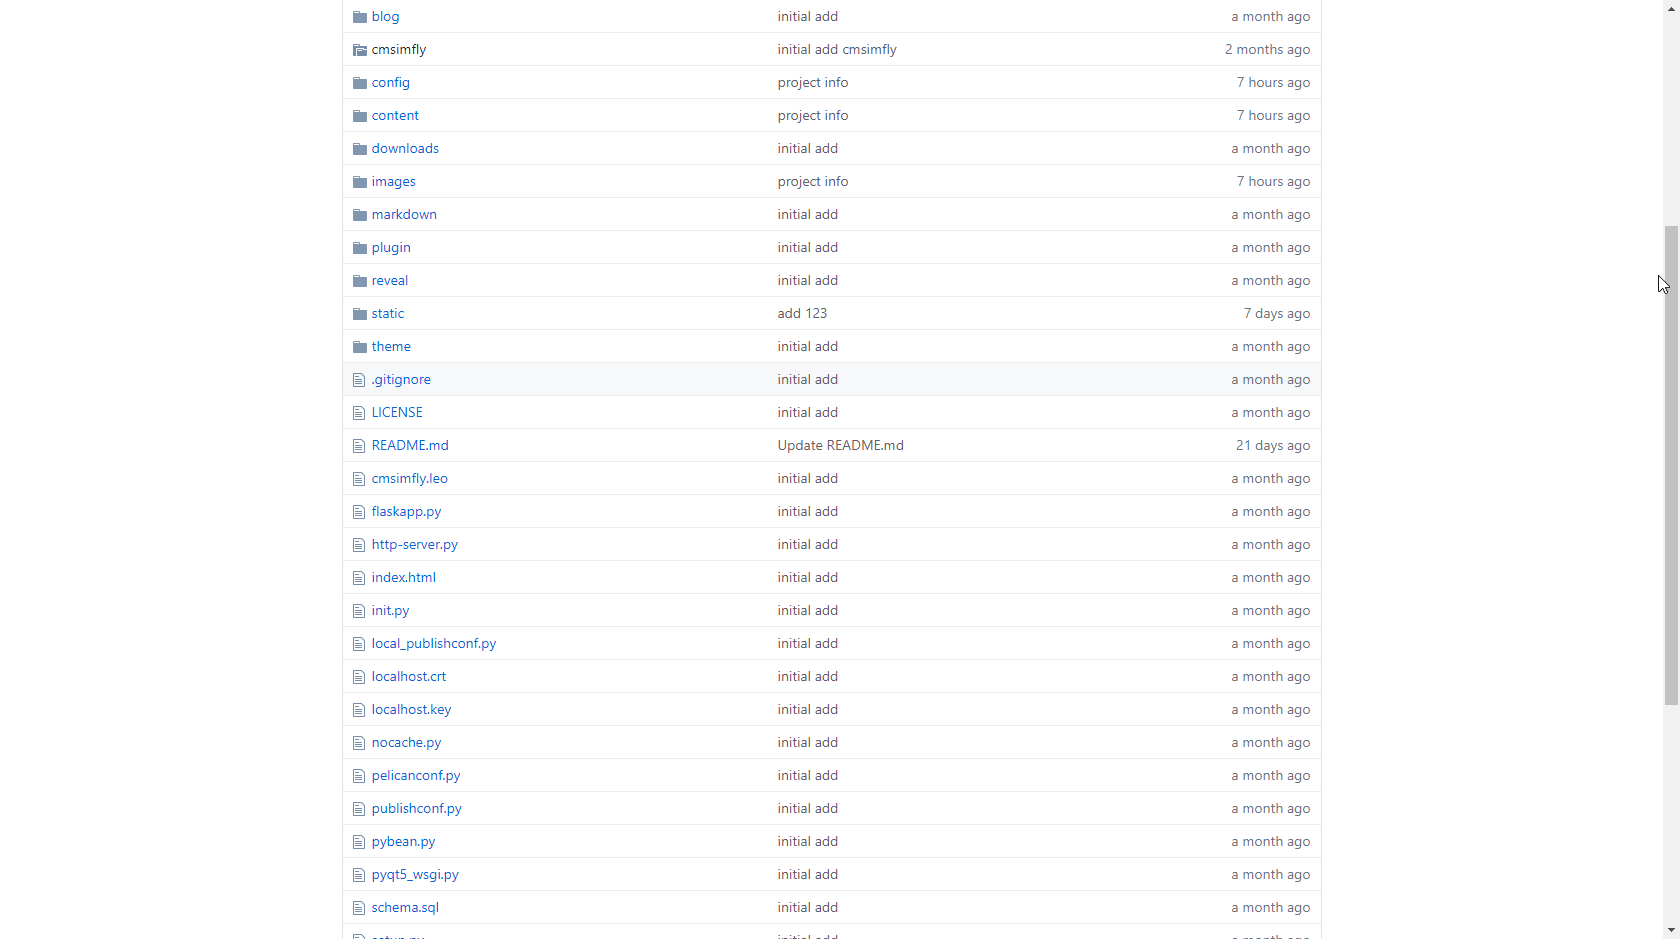 blog initial add a month ago
cmsimfly initial add cmsimfly 2 months ago
config project info 7 hours ago
content project info 7 hours ago
downloads initial add a month ago
images project info 7 hours ago
markdown initial add a month ago
plugin initial add a month ago
reveal initial add a month ago
static add 123 7 days ago
theme initial add a month ago
.gitignore initial add a month ago
LICENSE initial add a month ago
README.md Update README.md 21 days ago
cmsimfly.leo initial add a month ago
flaskapp.py initial add a month ago
http-server.py initial add a month ago
index.html initial add a month ago
init.py initial add a month ago
local_publishconf.py initial add a month ago
localhost.crt initial add a month ago
localhost.key initial add a month ago
nocache.py initial add a month ago
pelicanconf.py initial add a month ago
publishconf.py initial add a month ago
pybean.py initial add a month ago
pyqt5_wsgi.py initial add a month ago
schema.sql initial add a month ago